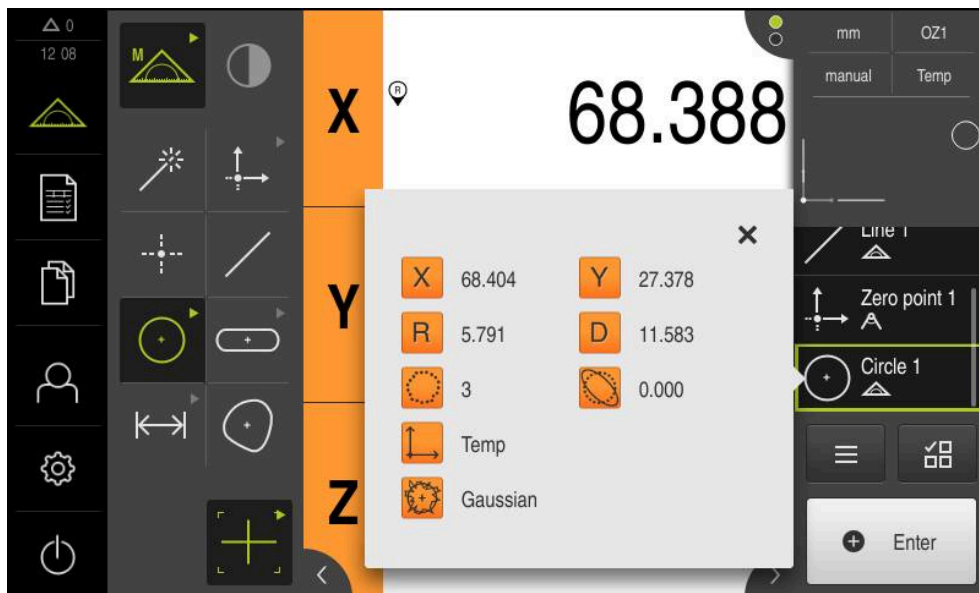 0
12 08
M
X
R
68.388
mm
OZ1
manual
Temp
X 68.404
Y 27.378
R 5.791
D 11.583
3
0.000
Temp
Gaussian
Y
Z
Line 1
Zero point 1
Circle 1
Enter